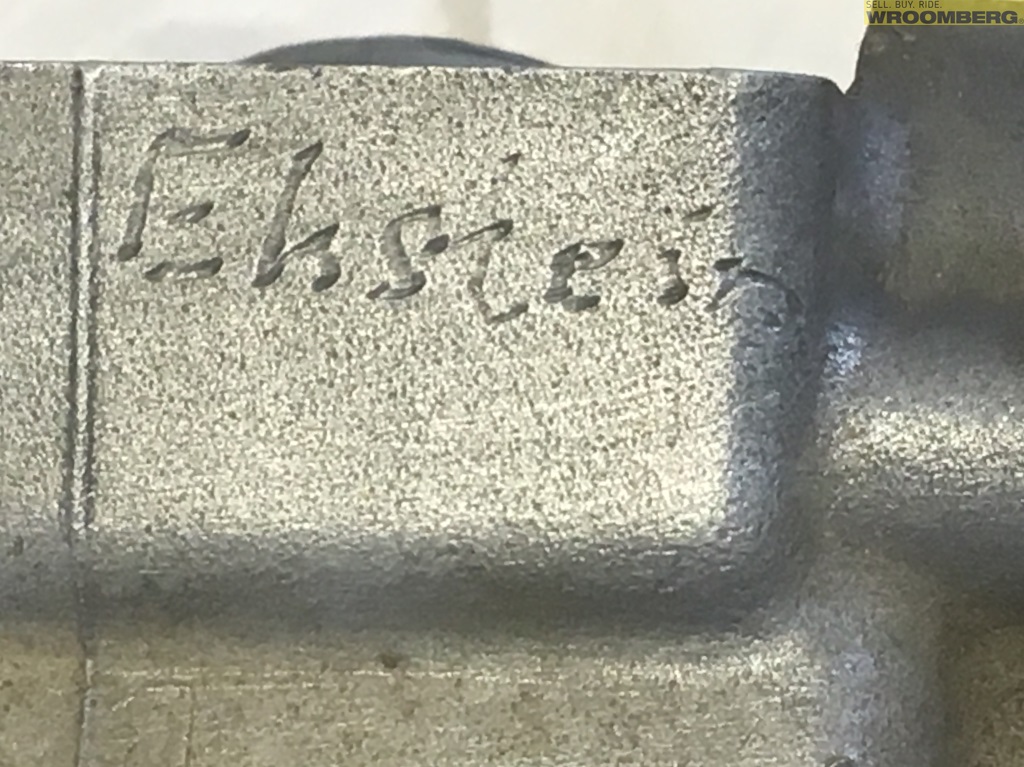 SELL. BUY. RIDE.
WROOMBERG
Ekstein